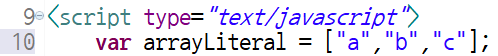 9 <script type="text/javascript">
10 var arrayLiteral = ["a","b","c"];